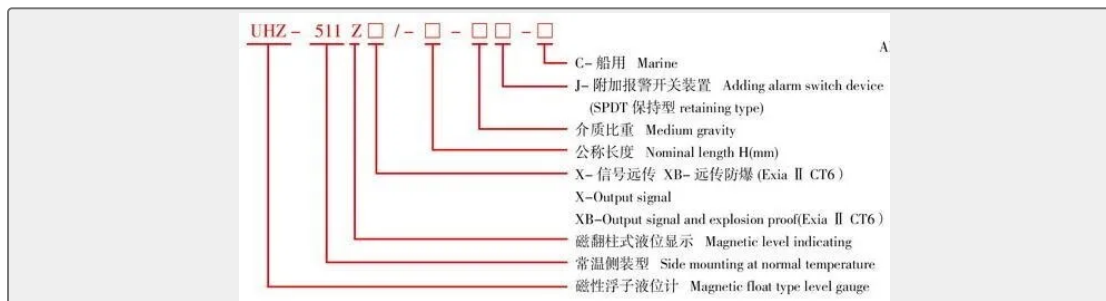 UHZ- 511 Z□/-□-□□-□
A
C-船用 Marine
J-附加报警开关装置 Adding alarm switch device
(SPDT 保持型 retaining type)
介质比重 Medium gravity
公称长度 Nominal length H(mm)
X-信号远传 XB-远传防爆 (Exia Ⅱ CT6)
X-Output signal
XB-Output signal and explosion proof(Exia Ⅱ CT6)
磁翻柱式液位显示 Magnetic level indicating
常温侧装型 Side mounting at normal temperature
磁性浮子液位计 Magnetic float type level gauge